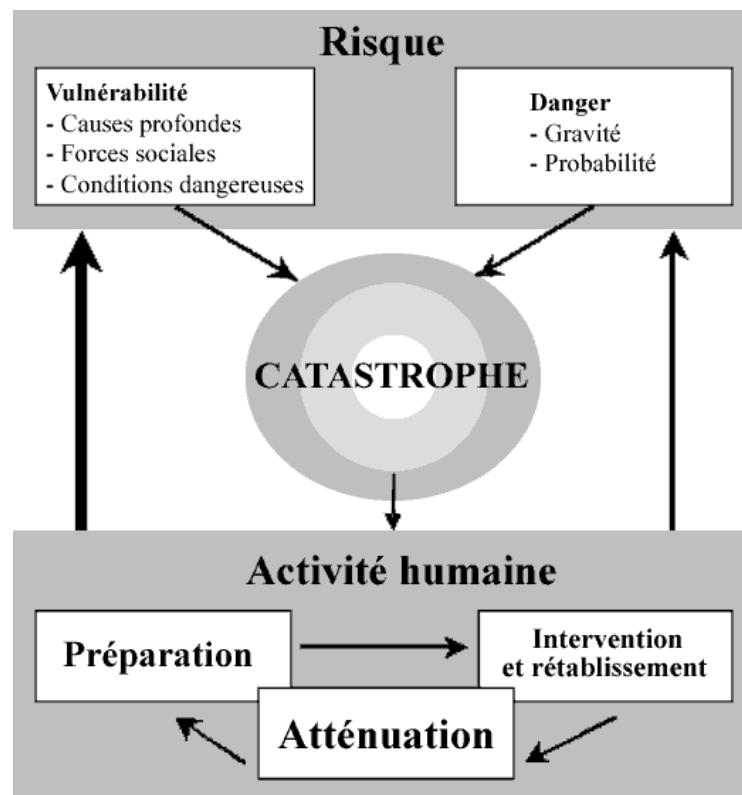 Risque
Vulnérabilité
- Causes profondes
- Forces sociales
- Conditions dangereuses
Danger
- Gravité
- Probabilité
CATASTROPHE
Activité humaine
Préparation
Intervention
et rétablissement
Atténuation